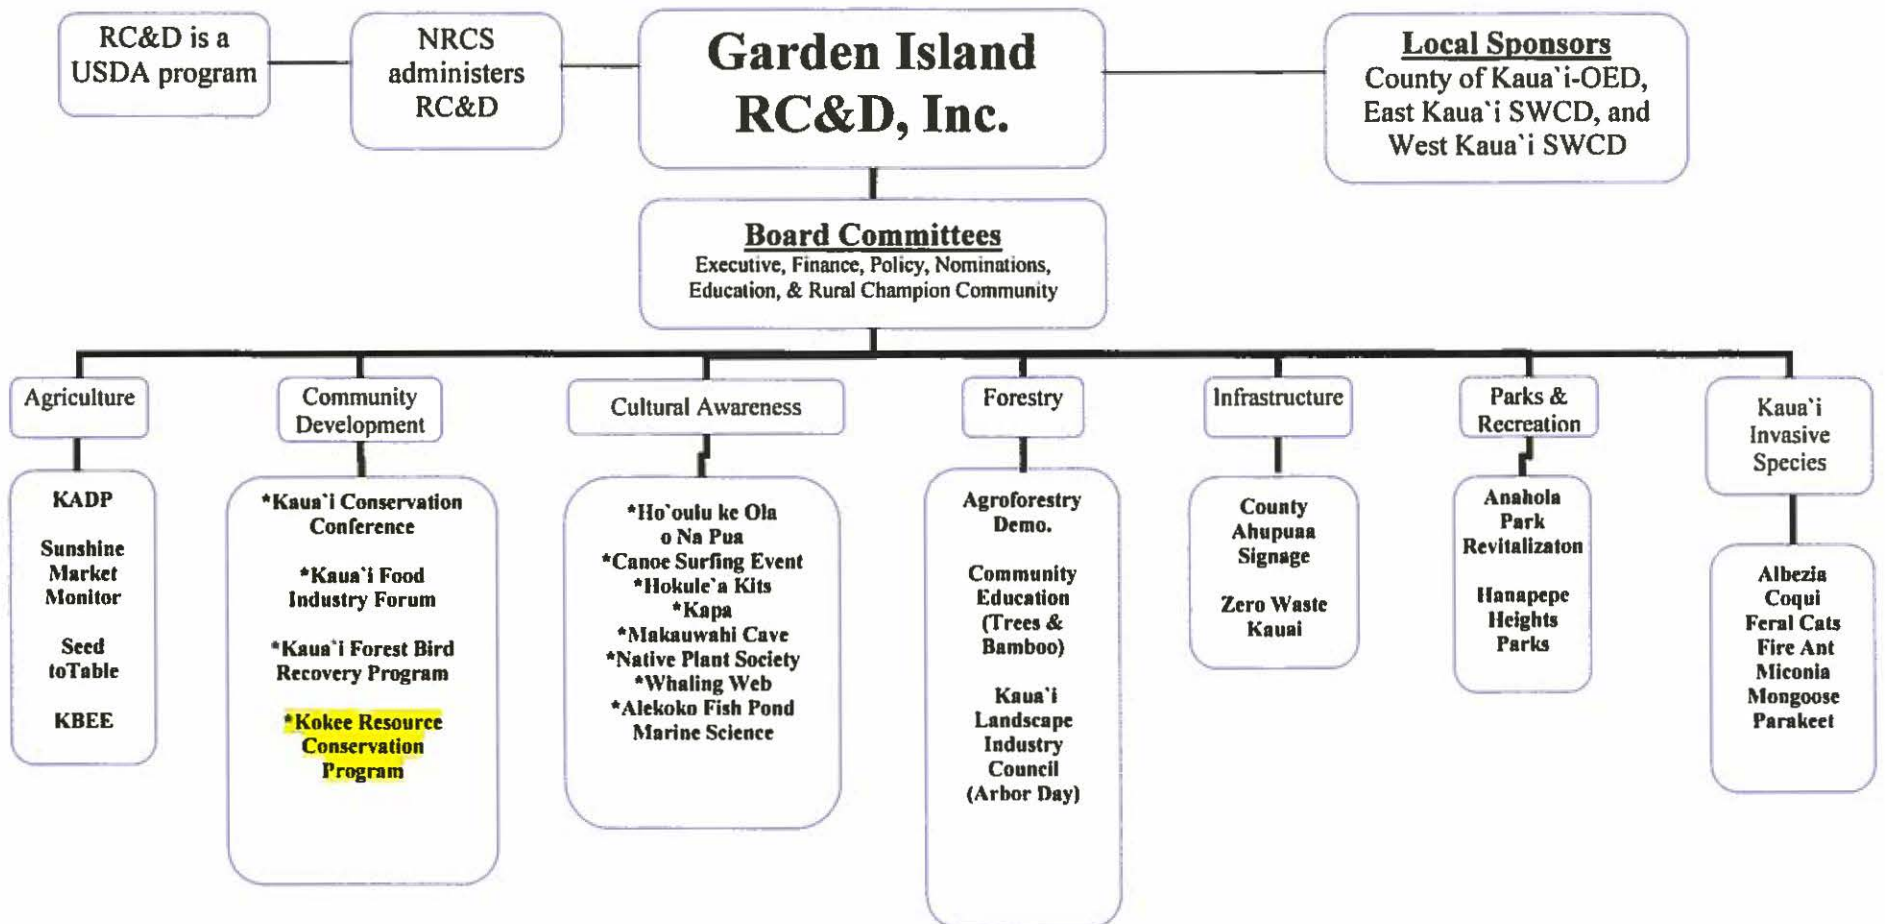 RC&D is a
USDA program
NRCS
administers
RC&D
Garden Island
RC&D, Inc.
Local Sponsors
County of Kaua`i-OED,
East Kaua`i SWCD, and
West Kaua`i SWCD
Board Committees
Executive, Finance, Policy, Nominations,
Education, & Rural Champion Community
Agriculture
KADP
Sunshine
Market
Monitor
Seed
toTable
KBEE
Community
Development
*Kaua`i Conservation
Conference
*Kaua`i Food
Industry Forum
*Kaua`i Forest Bird
Recovery Program
*Kokee Resource
Conservation
Program
Cultural Awareness
*Ho`oulu ke Ola
o Na Pua
*Canoe Surfing Event
*Hokule`a Kits
*Kapa
*Makauwahi Cave
*Native Plant Society
*Whaling Web
*Alekoko Fish Pond
Marine Science
Forestry
Agroforestry
Demo.
Community
Education
(Trees &
Bamboo)
Kaua`i
Landscape
Industry
Council
(Arbor Day)
Infrastructure
County
Ahupuaa
Signage
Zero Waste
Kauai
Parks &
Recreation
Anahola
Park
Revitalizaton
Hanapepe
Heights
Parks
Kaua`i
Invasive
Species
Albezia
Coqui
Feral Cats
Fire Ant
Miconia
Mongoose
Parakeet